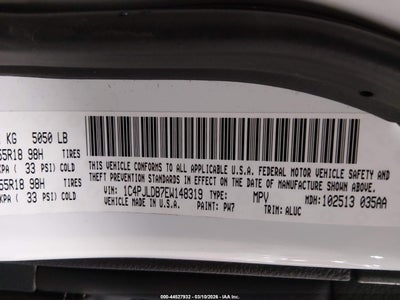 KG 5050 LB
5R18 98H TIRES
KPA ( 33 PSI) COLD
55R18 98H TIRES
KPA ( 33 PSI) COLD
THIS VEHICLE CONFORMS TO ALL APPLICABLE U.S.A. FEDERAL MOTOR VEHICLE SAFETY AND THEFT PREVENTION STANDARDS IN EFFECT ON THE DATE OF MANUFACTURE SHOWN ABOVE.
VIN: 1C4PJLDB7EW148319 TYPE: MPV MDH: 102513 035AA
VEHICLE MADE IN U.S.A. PAINT: PW7 TRIM: ALUC
000-44527932 - 03/10/2026 - IAA Inc.